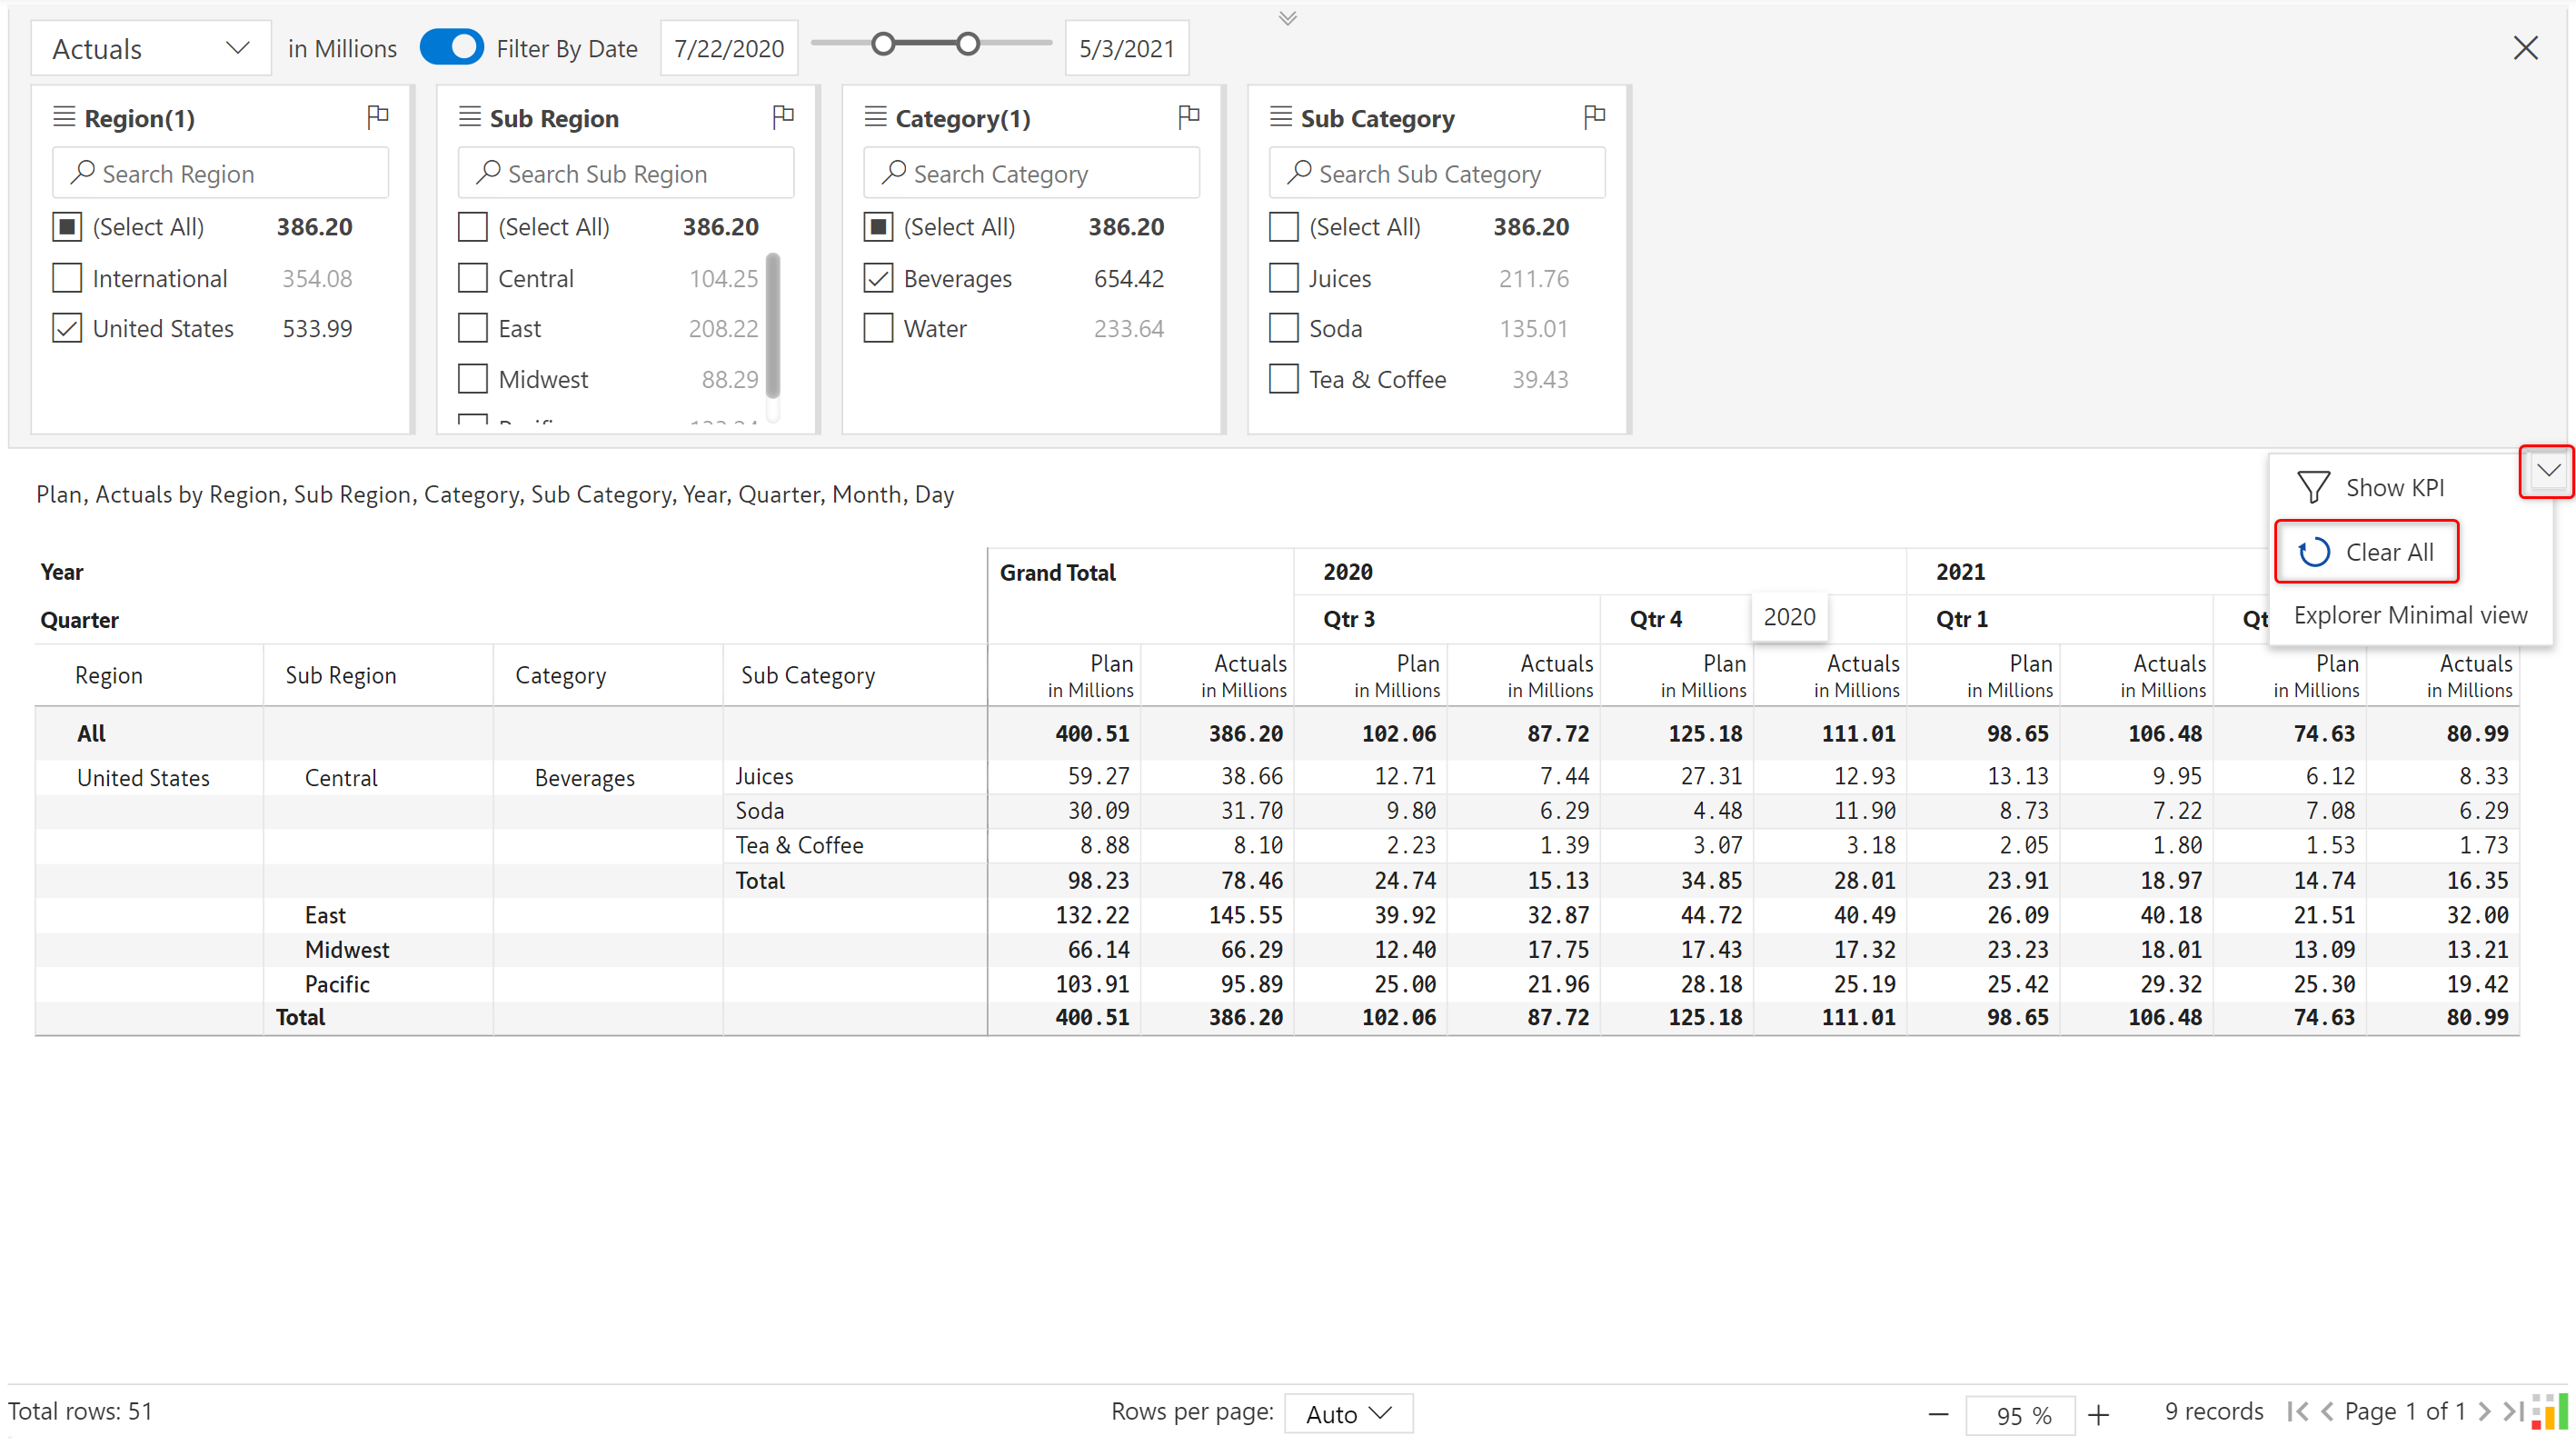 Actuals in Millions Filter By Date 7/22/2020 5/3/2021
Region(1) Sub Region Category(1) Sub Category
Search Region Search Sub Region Search Category Search Sub Category
(Select All) 386.20 (Select All) 386.20 (Select All) 386.20 (Select All) 386.20
International 354.08 Central 104.25 Beverages 654.42 Juices 211.76
United States 533.99 East 208.22 Water 233.64 Soda 135.01
Midwest 88.29 Tea & Coffee 39.43
Plan, Actuals by Region, Sub Region, Category, Sub Category, Year, Quarter, Month, Day
Show KPI
Clear All
Explorer Minimal view
Year Grand Total 2020 2021
Quarter Qtr 3 Qtr 4 2020 Qtr 1 Qt
Region Sub Region Category Sub Category Plan Actuals Plan Actuals Plan Actuals Plan Actuals Plan Actuals
in Millions in Millions in Millions in Millions in Millions in Millions in Millions in Millions in Millions in Millions
All 400.51 386.20 102.06 87.72 125.18 111.01 98.65 106.48 74.63 80.99
United States Central Beverages Juices 59.27 38.66 12.71 7.44 27.31 12.93 13.13 9.95 6.12 8.33
Soda 30.09 31.70 9.80 6.29 4.48 11.90 8.73 7.22 7.08 6.29
Tea & Coffee 8.88 8.10 2.23 1.39 3.07 3.18 2.05 1.80 1.53 1.73
Total 98.23 78.46 24.74 15.13 34.85 28.01 23.91 18.97 14.74 16.35
East 132.22 145.55 39.92 32.87 44.72 40.49 26.09 40.18 21.51 32.00
Midwest 66.14 66.29 12.40 17.75 17.43 17.32 23.23 18.01 13.09 13.21
Pacific 103.91 95.89 25.00 21.96 28.18 25.19 25.42 29.32 25.30 19.42
Total 400.51 386.20 102.06 87.72 125.18 111.01 98.65 106.48 74.63 80.99
Total rows: 51 Rows per page: Auto 95 % 9 records Page 1 of 1